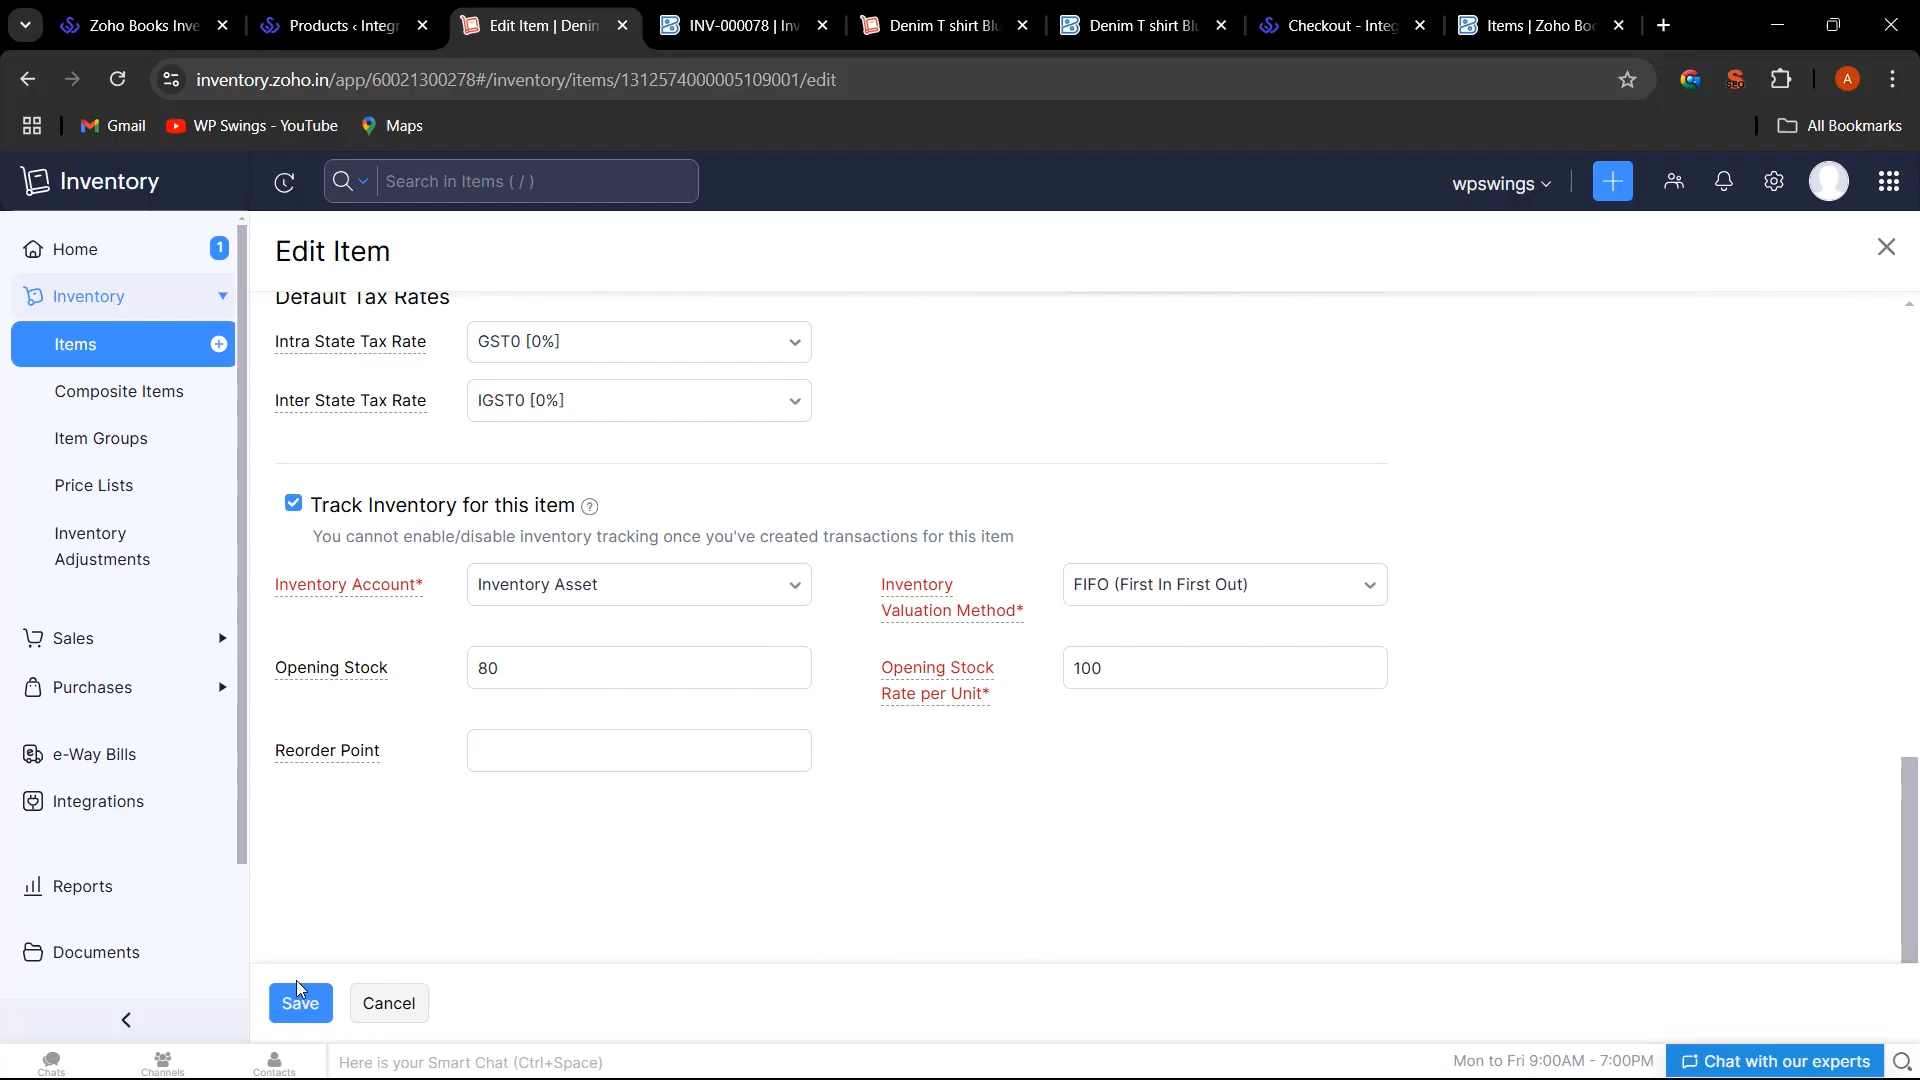 Zoho Books Inve
Products ‹ Integr
Edit Item | Denin
INV-000078 | Inv
Denim T shirt Blu
Denim T shirt Blu
Checkout - Integ
Items | Zoho Boo
inventory.zoho.in/app/60021300278#/inventory/items/1312574000005109001/edit
SEO
A
Gmail
WP Swings - YouTube
Maps
All Bookmarks
Inventory
Search in Items ( / )
wpswings
Home
1
Inventory
Items
Composite Items
Item Groups
Price Lists
Inventory
Adjustments
Sales
Purchases
e-Way Bills
Integrations
Reports
Documents
Edit Item
Default Tax Rates
Intra State Tax Rate
GST0 [0%]
Inter State Tax Rate
IGST0 [0%]
Track Inventory for this item ?
You cannot enable/disable inventory tracking once you've created transactions for this item
Inventory Account*
Inventory Asset
Inventory
Valuation Method*
FIFO (First In First Out)
Opening Stock
80
Opening Stock
Rate per Unit*
100
Reorder Point
Save
Cancel
Chats
Channels
Contacts
Here is your Smart Chat (Ctrl+Space)
Mon to Fri 9:00AM - 7:00PM
Chat with our experts